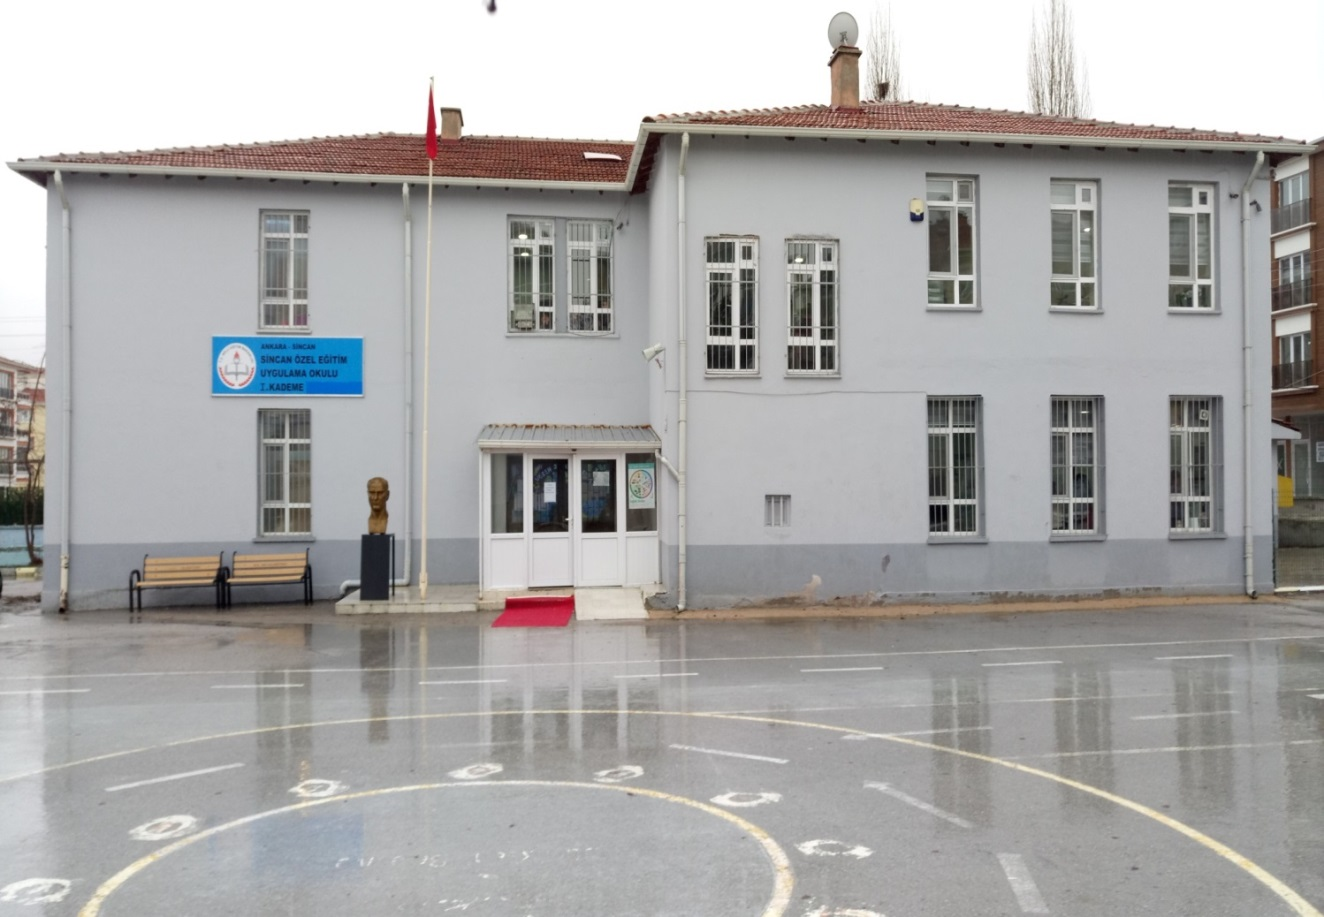 ANKARA - SİNCAN
SİNCAN ÖZEL EĞİTİM
UYGULAMA OKULU
I.KADEME